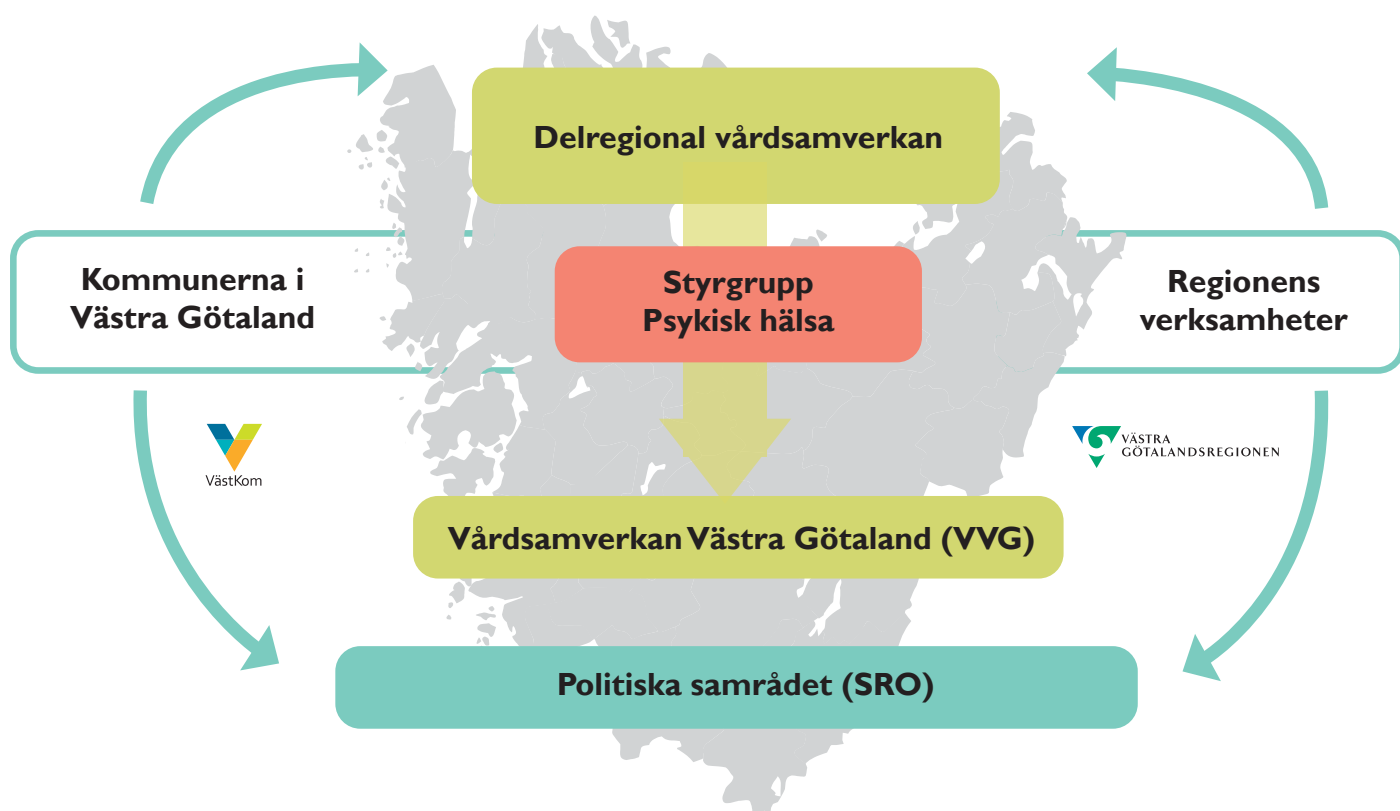 Delregional vårdsamverkan
Kommunerna i
Västra Götaland
Styrgrupp
Psykisk hälsa
Regionens
verksamheter
VästKom
VÄSTRA
GÖTALANDSREGIONEN
Vårdsamverkan Västra Götaland (VVG)
Politiska samrådet (SRO)